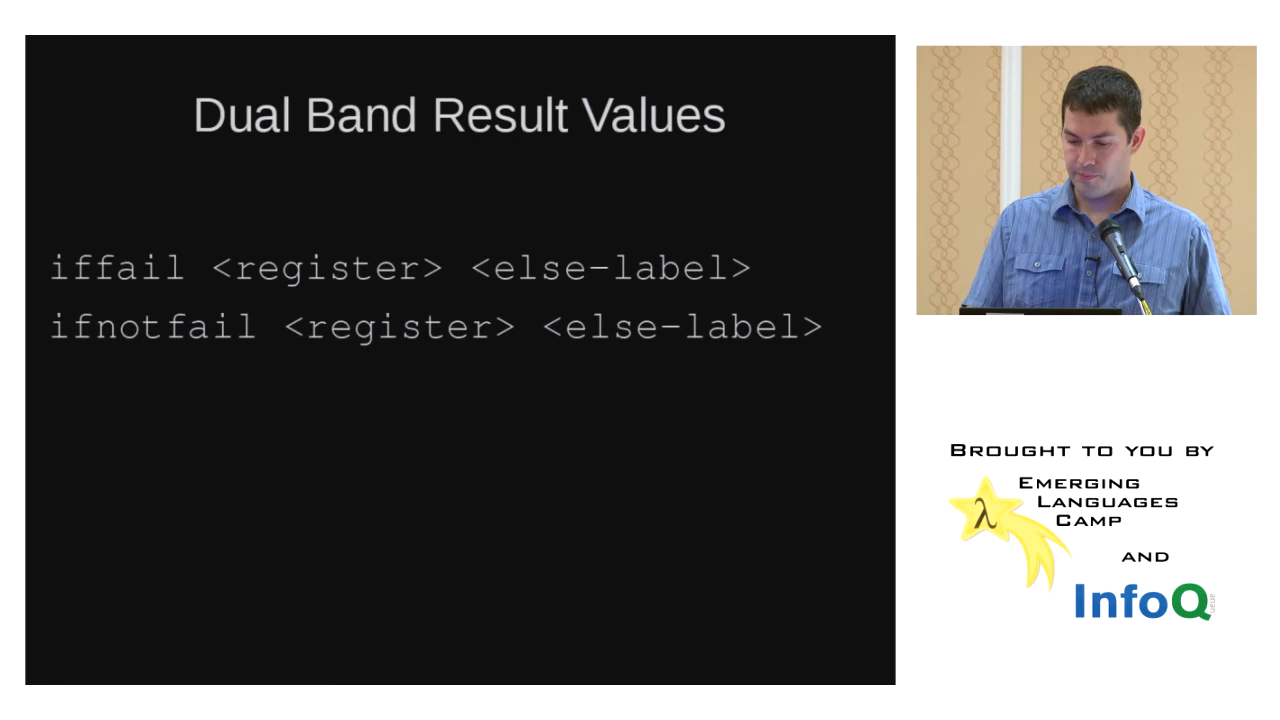 Dual Band Result Values
iffail <register> <else-label>
ifnotfail <register> <else-label>
BROUGHT TO YOU BY
EMERGING
LANGUAGES
CAMP
λ
AND
InfoQ
ueue